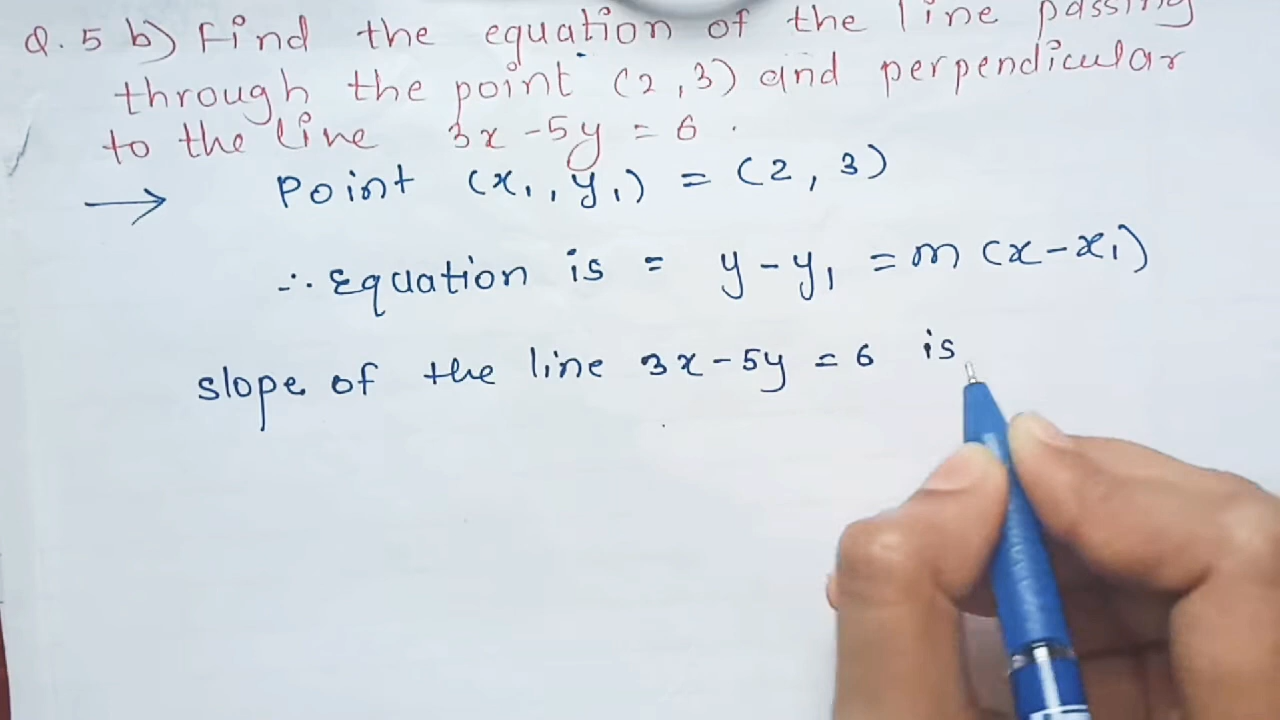 Q. 5 b) Find the equation of the line passing
through the point (2, 3) and perpendicular
to the line 3x - 5y = 6 .
→ Point (x₁, y₁) = (2, 3)
∴ Equation is = y - y₁ = m (x - x₁)
slope of the line 3x - 5y = 6 is